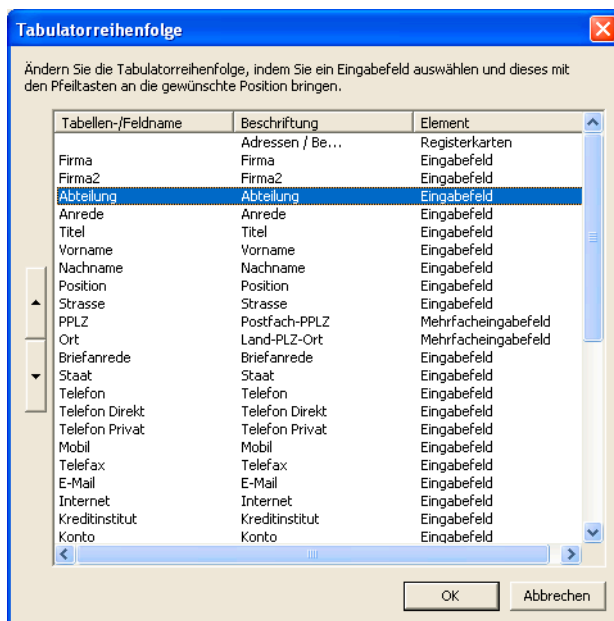 Tabulatorreihenfolge
Ändern Sie die Tabulatorreihenfolge, indem Sie ein Eingabefeld auswählen und dieses mit
den Pfeiltasten an die gewünschte Position bringen.
Tabellen-/Feldname Beschriftung Element
Adressen / Be... Registerkarten
Firma Firma Eingabefeld
Firma2 Firma2 Eingabefeld
Abteilung Abteilung Eingabefeld
Anrede Anrede Eingabefeld
Titel Titel Eingabefeld
Vorname Vorname Eingabefeld
Nachname Nachname Eingabefeld
Position Position Eingabefeld
Strasse Strasse Eingabefeld
PPLZ Postfach-PPLZ Mehrfacheingabefeld
Ort Land-PLZ-Ort Mehrfacheingabefeld
Briefanrede Briefanrede Eingabefeld
Staat Staat Eingabefeld
Telefon Telefon Eingabefeld
Telefon Direkt Telefon Direkt Eingabefeld
Telefon Privat Telefon Privat Eingabefeld
Mobil Mobil Eingabefeld
Telefax Telefax Eingabefeld
E-Mail E-Mail Eingabefeld
Internet Internet Eingabefeld
Kreditinstitut Kreditinstitut Eingabefeld
Konto Konto Eingabefeld
OK Abbrechen